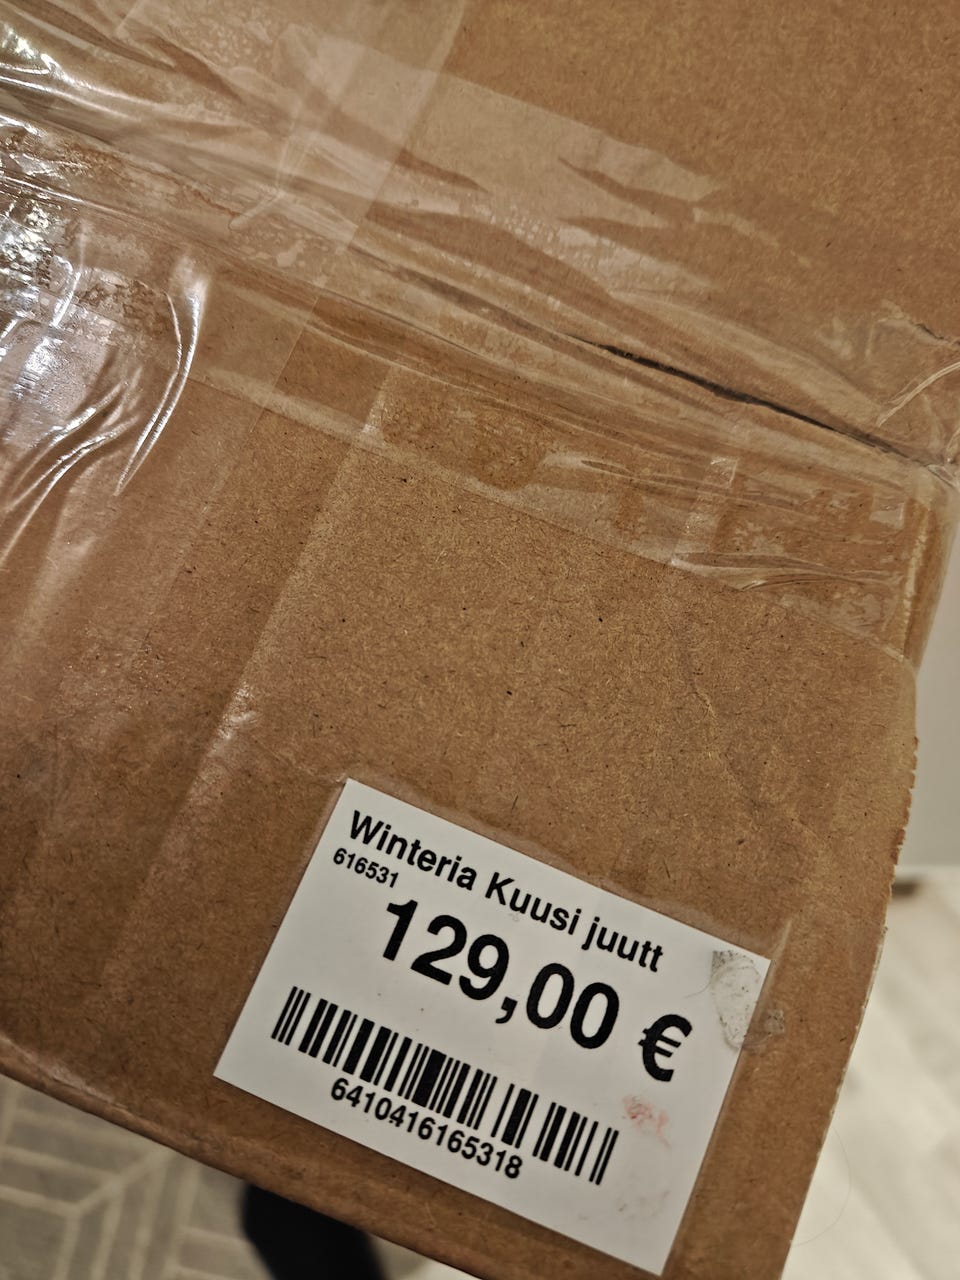 Winteria Kuusi juutt
616531
129,00 €
6410416165318